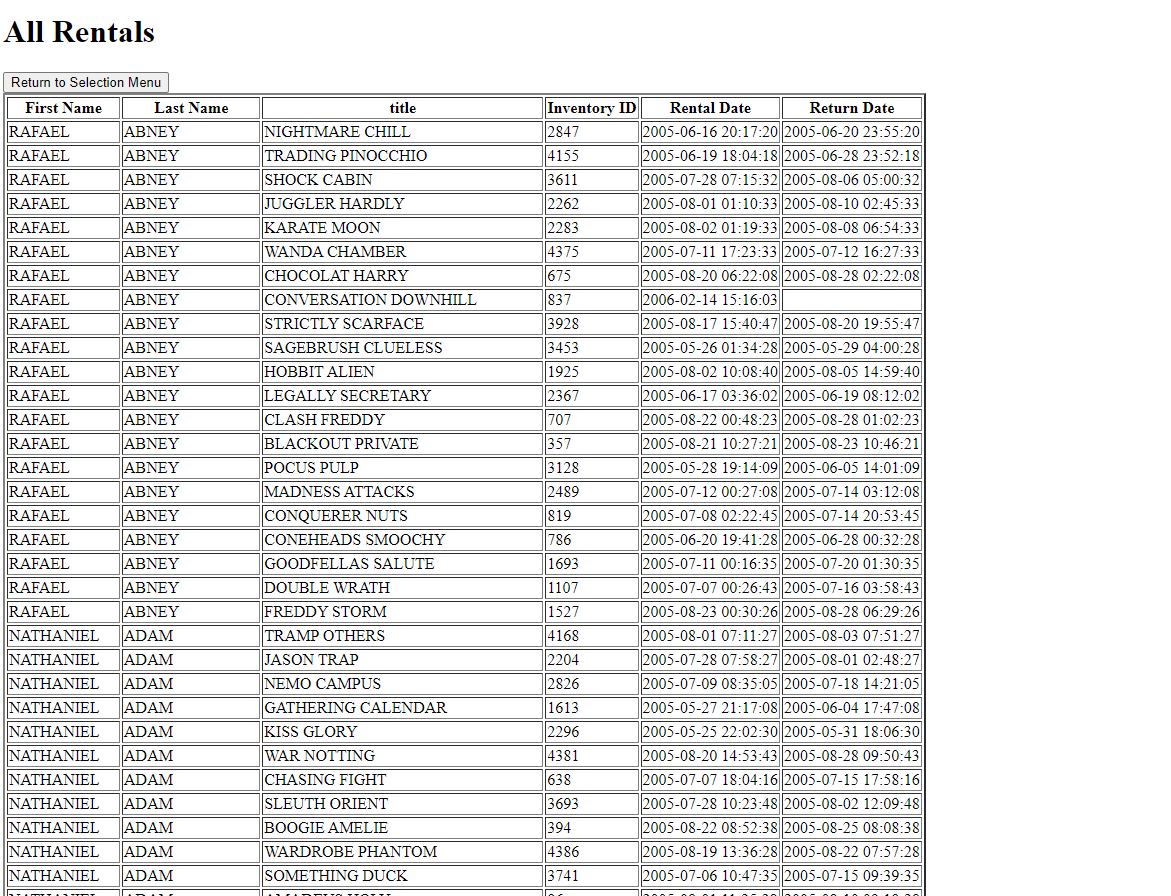 All Rentals
Return to Selection Menu
First Name Last Name title Inventory ID Rental Date Return Date
RAFAEL ABNEY NIGHTMARE CHILL 2847 2005-06-16 20:17:20 2005-06-20 23:55:20
RAFAEL ABNEY TRADING PINOCCHIO 4155 2005-06-19 18:04:18 2005-06-28 23:52:18
RAFAEL ABNEY SHOCK CABIN 3611 2005-07-28 07:15:32 2005-08-06 05:00:32
RAFAEL ABNEY JUGGLER HARDLY 2262 2005-08-01 01:10:33 2005-08-10 02:45:33
RAFAEL ABNEY KARATE MOON 2283 2005-08-02 01:19:33 2005-08-08 06:54:33
RAFAEL ABNEY WANDA CHAMBER 4375 2005-07-11 17:23:33 2005-07-12 16:27:33
RAFAEL ABNEY CHOCOLAT HARRY 675 2005-08-20 06:22:08 2005-08-28 02:22:08
RAFAEL ABNEY CONVERSATION DOWNHILL 837 2006-02-14 15:16:03
RAFAEL ABNEY STRICTLY SCARFACE 3928 2005-08-17 15:40:47 2005-08-20 19:55:47
RAFAEL ABNEY SAGEBRUSH CLUELESS 3453 2005-05-26 01:34:28 2005-05-29 04:00:28
RAFAEL ABNEY HOBBIT ALIEN 1925 2005-08-02 10:08:40 2005-08-05 14:59:40
RAFAEL ABNEY LEGALLY SECRETARY 2367 2005-06-17 03:36:02 2005-06-19 08:12:02
RAFAEL ABNEY CLASH FREDDY 707 2005-08-22 00:48:23 2005-08-28 01:02:23
RAFAEL ABNEY BLACKOUT PRIVATE 357 2005-08-21 10:27:21 2005-08-23 10:46:21
RAFAEL ABNEY POCUS PULP 3128 2005-05-28 19:14:09 2005-06-05 14:01:09
RAFAEL ABNEY MADNESS ATTACKS 2489 2005-07-12 00:27:08 2005-07-14 03:12:08
RAFAEL ABNEY CONQUERER NUTS 819 2005-07-08 02:22:45 2005-07-14 20:53:45
RAFAEL ABNEY CONEHEADS SMOOCHY 786 2005-06-20 19:41:28 2005-06-28 00:32:28
RAFAEL ABNEY GOODFELLAS SALUTE 1693 2005-07-11 00:16:35 2005-07-20 01:30:35
RAFAEL ABNEY DOUBLE WRATH 1107 2005-07-07 00:26:43 2005-07-16 03:58:43
RAFAEL ABNEY FREDDY STORM 1527 2005-08-23 00:30:26 2005-08-28 06:29:26
NATHANIEL ADAM TRAMP OTHERS 4168 2005-08-01 07:11:27 2005-08-03 07:51:27
NATHANIEL ADAM JASON TRAP 2204 2005-07-28 07:58:27 2005-08-01 02:48:27
NATHANIEL ADAM NEMO CAMPUS 2826 2005-07-09 08:35:05 2005-07-18 14:21:05
NATHANIEL ADAM GATHERING CALENDAR 1613 2005-05-27 21:17:08 2005-06-04 17:47:08
NATHANIEL ADAM KISS GLORY 2296 2005-05-25 22:02:30 2005-05-31 18:06:30
NATHANIEL ADAM WAR NOTTING 4381 2005-08-20 14:53:43 2005-08-28 09:50:43
NATHANIEL ADAM CHASING FIGHT 638 2005-07-07 18:04:16 2005-07-15 17:58:16
NATHANIEL ADAM SLEUTH ORIENT 3693 2005-07-28 10:23:48 2005-08-02 12:09:48
NATHANIEL ADAM BOOGIE AMELIE 394 2005-08-22 08:52:38 2005-08-25 08:08:38
NATHANIEL ADAM WARDROBE PHANTOM 4386 2005-08-19 13:36:28 2005-08-22 07:57:28
NATHANIEL ADAM SOMETHING DUCK 3741 2005-07-06 10:47:35 2005-07-15 09:39:35